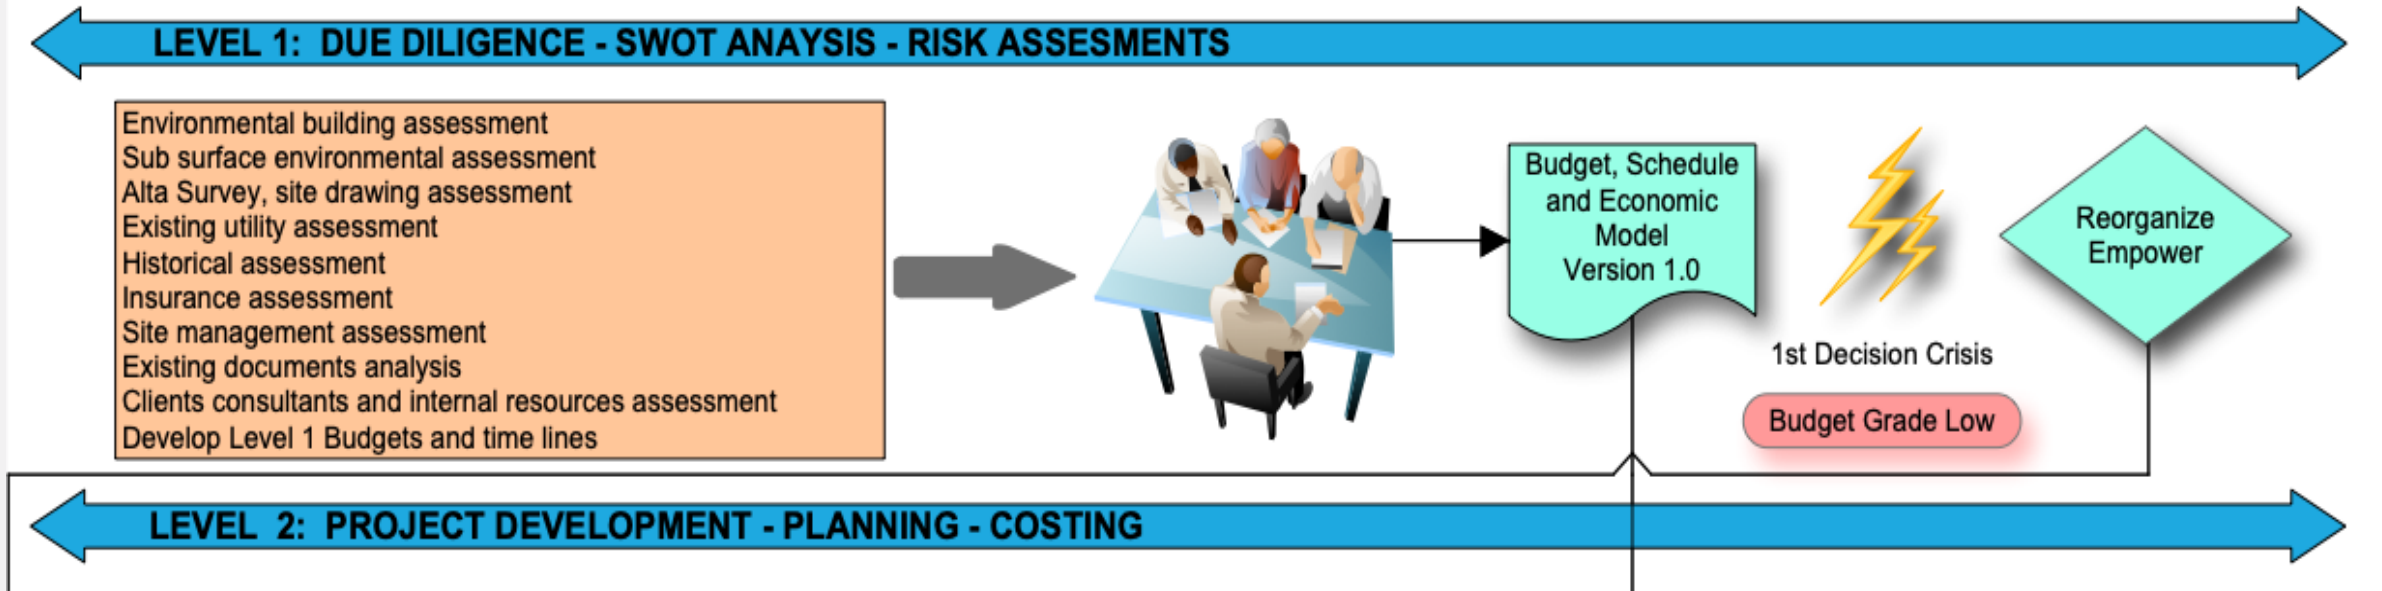 LEVEL 1:  DUE DILIGENCE - SWOT ANAYSIS - RISK ASSESMENTS
Environmental building assessment
Sub surface environmental assessment
Alta Survey, site drawing assessment
Existing utility assessment
Historical assessment
Insurance assessment
Site management assessment
Existing documents analysis
Clients consultants and internal resources assessment
Develop Level 1 Budgets and time lines
Budget, Schedule
and Economic
Model
Version 1.0
1st Decision Crisis
Budget Grade Low
Reorganize
Empower
LEVEL  2:  PROJECT DEVELOPMENT - PLANNING - COSTING